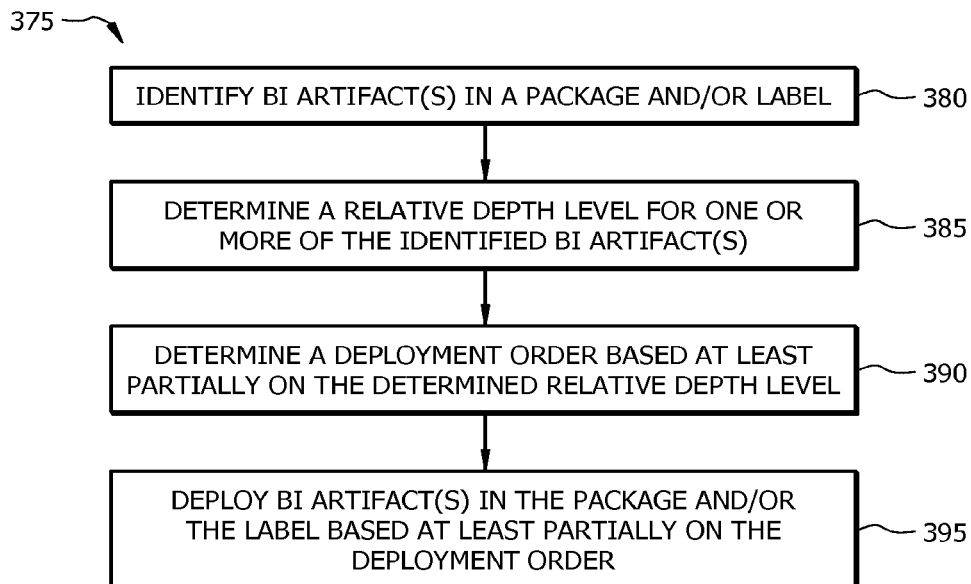 375
IDENTIFY BI ARTIFACT(S) IN A PACKAGE AND/OR LABEL
380
DETERMINE A RELATIVE DEPTH LEVEL FOR ONE OR
MORE OF THE IDENTIFIED BI ARTIFACT(S)
385
DETERMINE A DEPLOYMENT ORDER BASED AT LEAST
PARTIALLY ON THE DETERMINED RELATIVE DEPTH LEVEL
390
DEPLOY BI ARTIFACT(S) IN THE PACKAGE AND/OR
THE LABEL BASED AT LEAST PARTIALLY ON THE
DEPLOYMENT ORDER
395